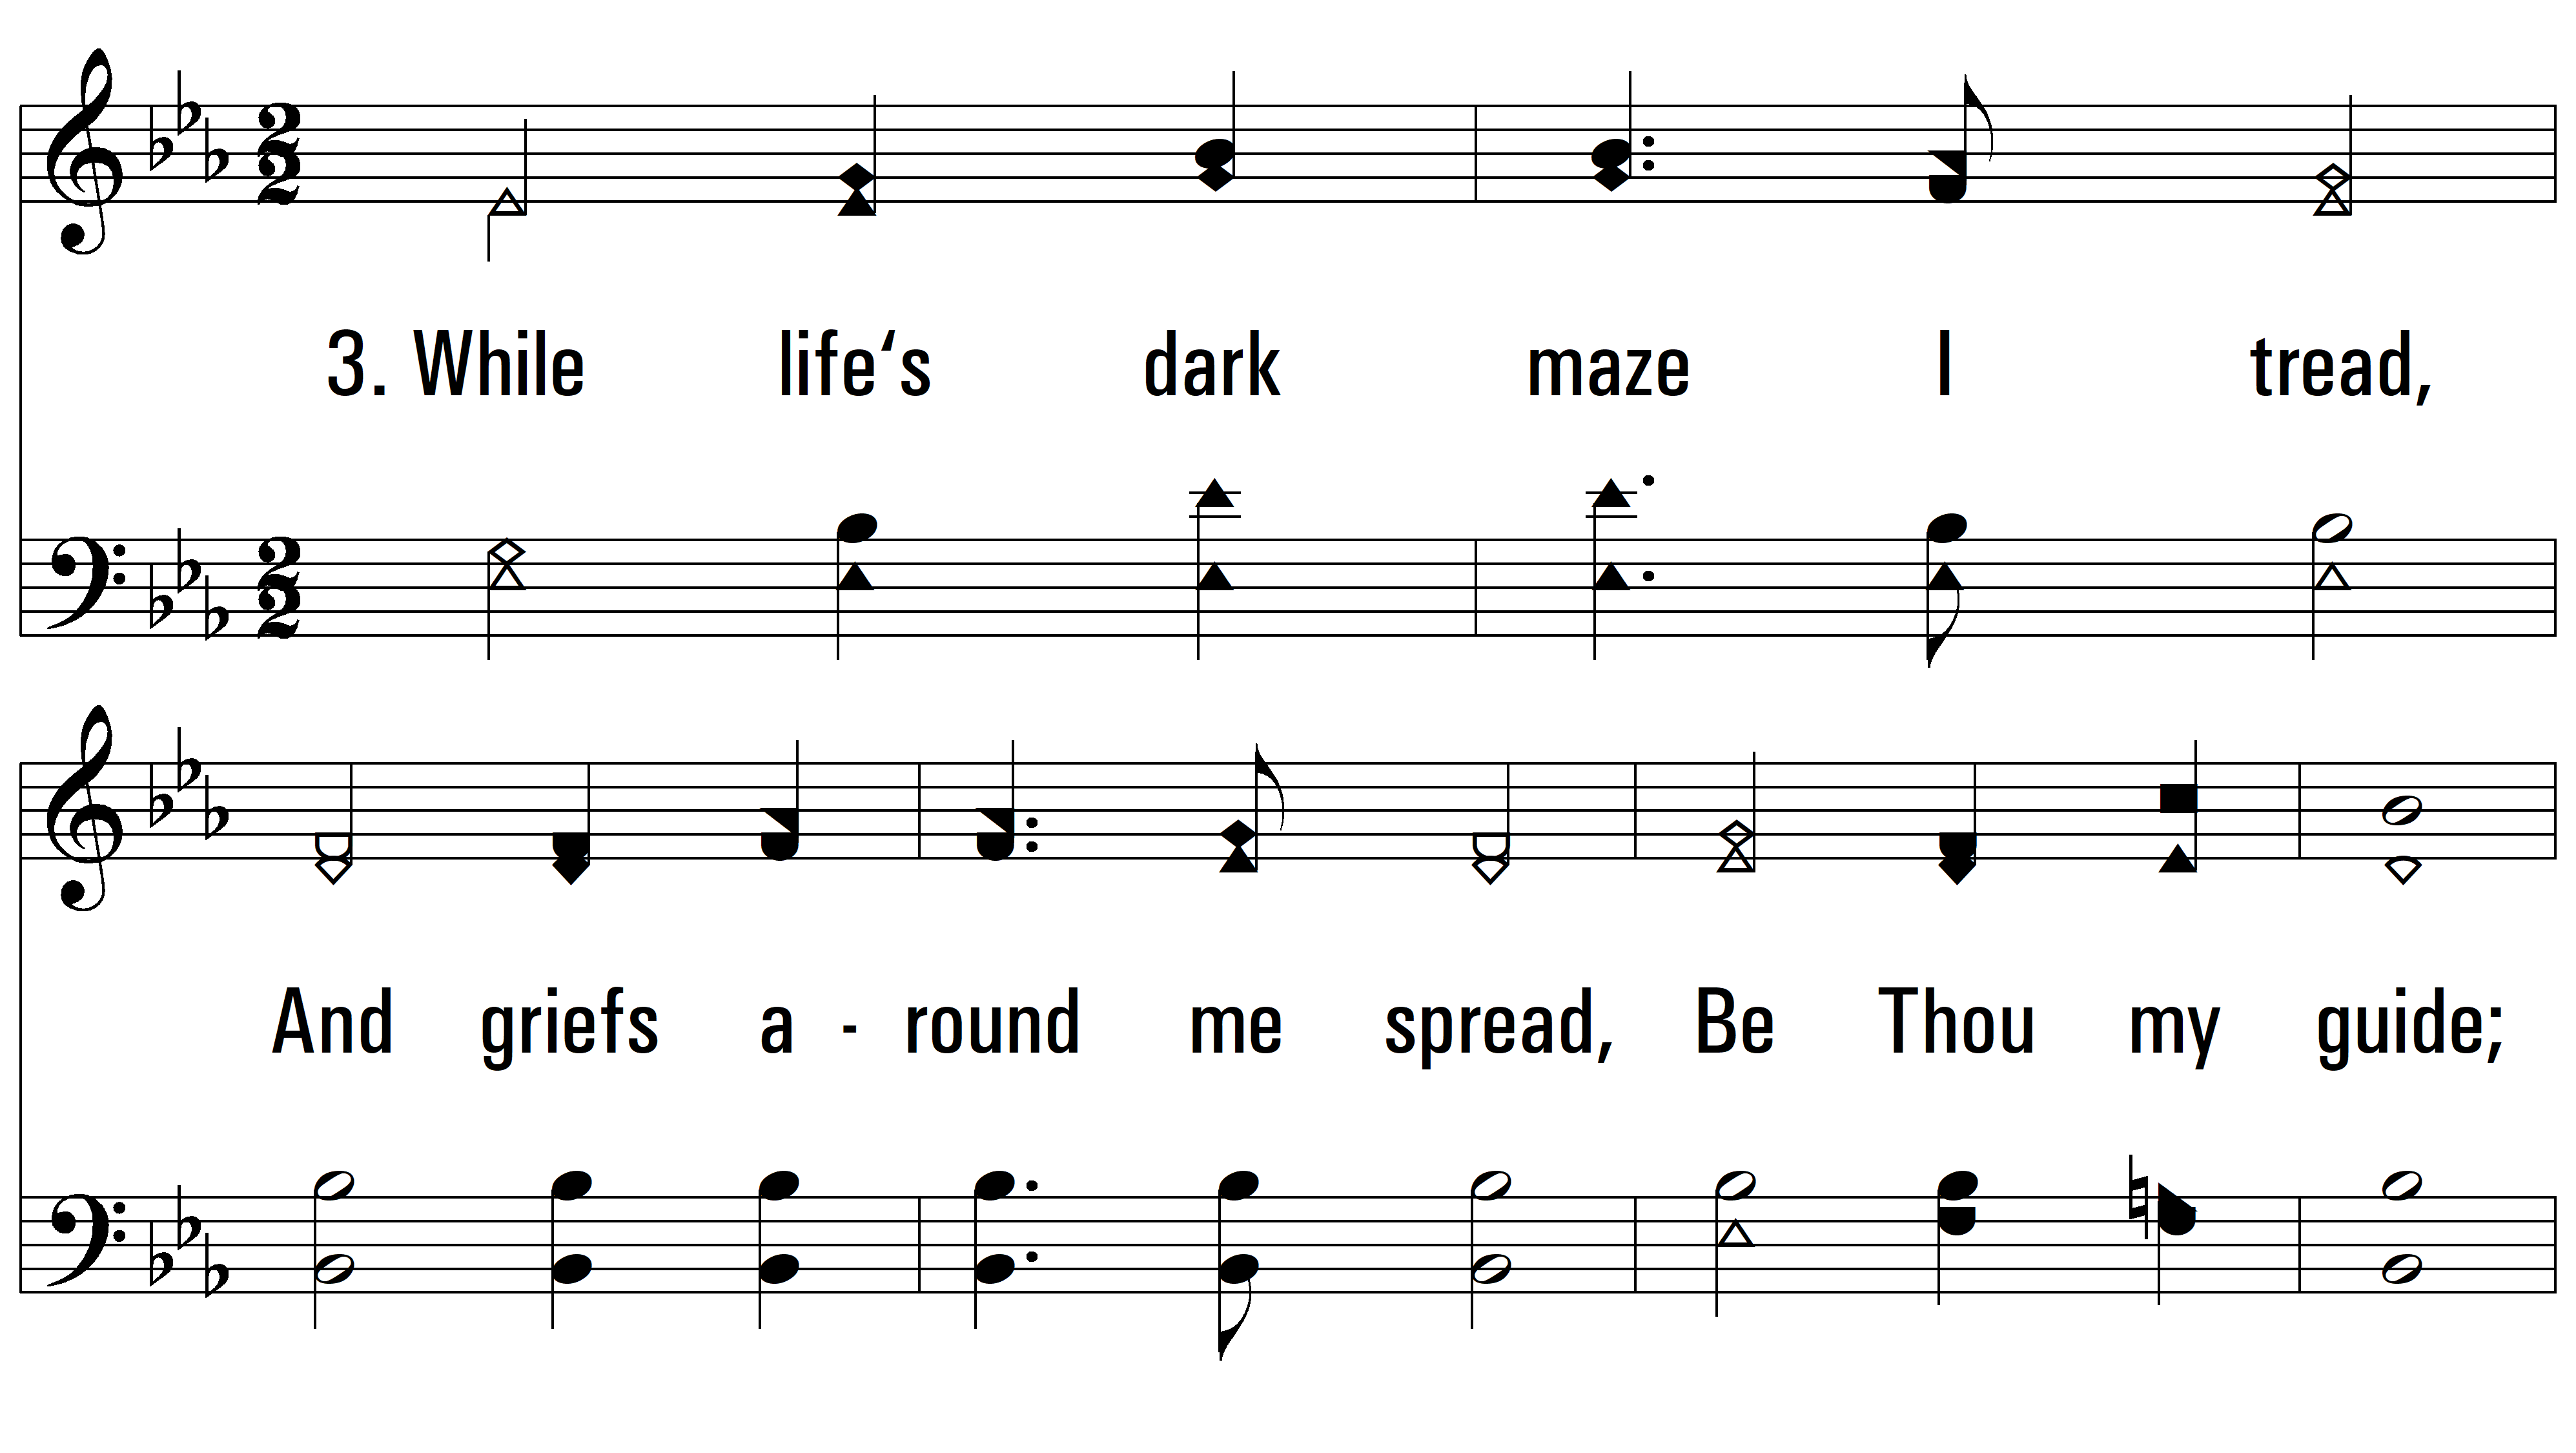 3. While life‘s dark maze I tread,
And griefs a - round me spread, Be Thou my guide;